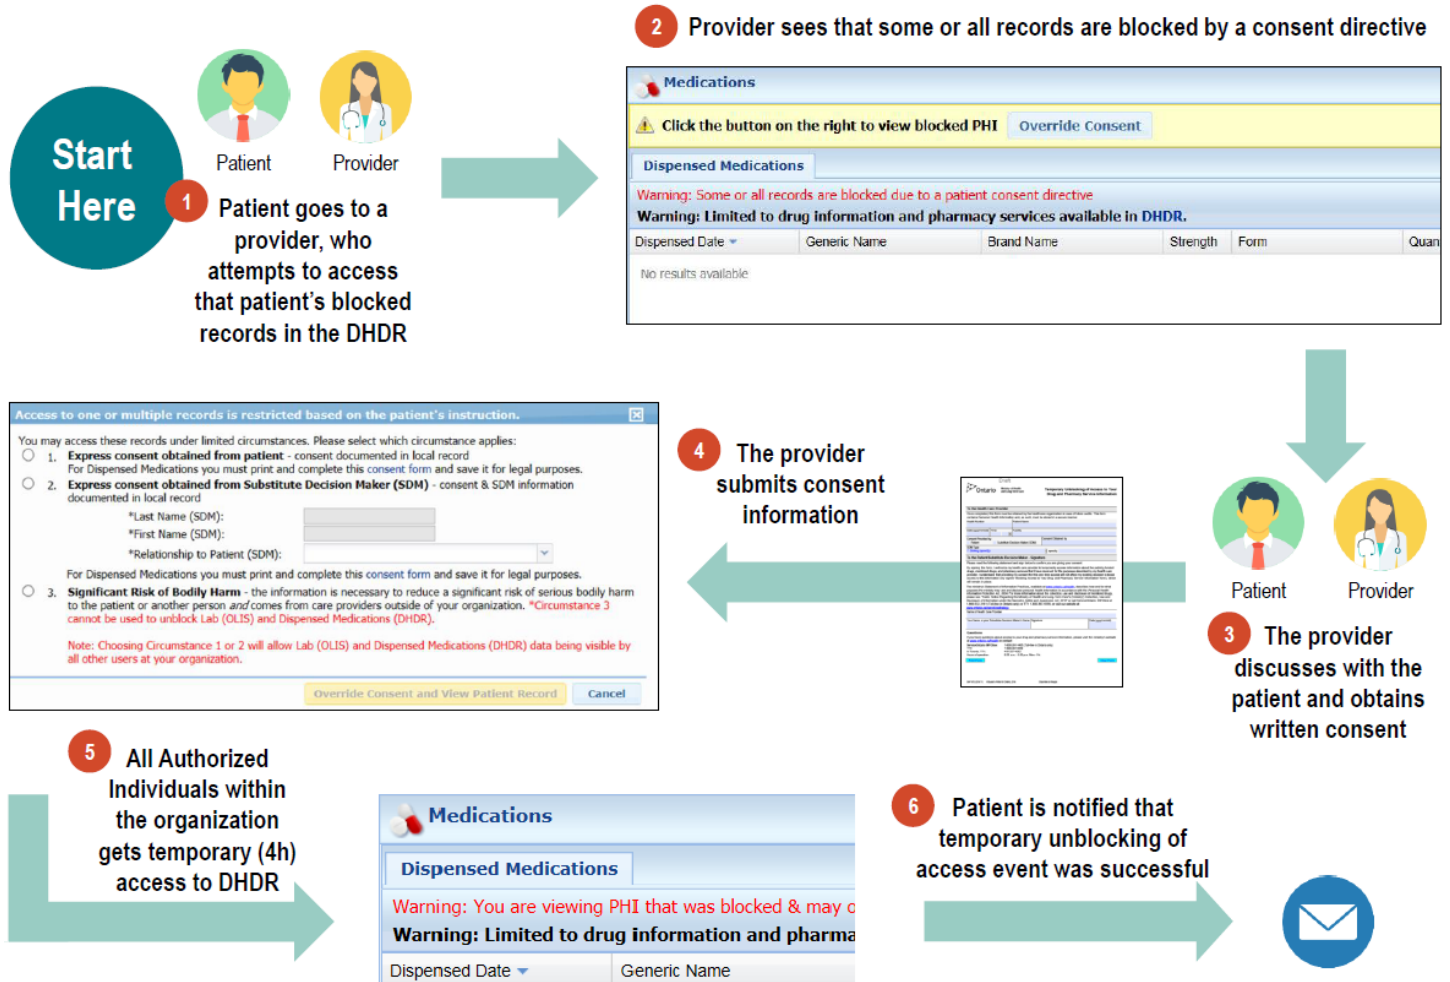 Start
Here
Patient
Provider
1
Patient goes to a
provider, who
attempts to access
that patient's blocked
records in the DHDR
2
Provider sees that some or all records are blocked by a consent directive
Medications
Click the button on the right to view blocked PHI
Override Consent
Dispensed Medications
Warning: Some or all records are blocked due to a patient consent directive
Warning: Limited to drug information and pharmacy services available in DHDR.
Dispensed Date Generic Name Brand Name Strength Form Quan
No results available
Patient
Provider
3
The provider
discusses with the
patient and obtains
written consent
Ontario
Temporary Unblocking of Access to Your
Drug and Pharmacy Service Information
4
The provider
submits consent
information
Access to one or multiple records is restricted based on the patient's instruction.
You may access these records under limited circumstances. Please select which circumstance applies:
1. Express consent obtained from patient - consent documented in local record
For Dispensed Medications you must print and complete this consent form and save it for legal purposes.
2. Express consent obtained from Substitute Decision Maker (SDM) - consent & SDM information
documented in local record
*Last Name (SDM):
*First Name (SDM):
*Relationship to Patient (SDM):
For Dispensed Medications you must print and complete this consent form and save it for legal purposes.
3. Significant Risk of Bodily Harm - the information is necessary to reduce a significant risk of serious bodily harm
to the patient or another person and comes from care providers outside of your organization. *Circumstance 3
cannot be used to unblock Lab (OLIS) and Dispensed Medications (DHDR).
Note: Choosing Circumstance 1 or 2 will allow Lab (OLIS) and Dispensed Medications (DHDR) data being visible by
all other users at your organization.
Override Consent and View Patient Record
Cancel
5
All Authorized
Individuals within
the organization
gets temporary (4h)
access to DHDR
Medications
Dispensed Medications
Warning: You are viewing PHI that was blocked & may o
Warning: Limited to drug information and pharma
Dispensed Date Generic Name
6
Patient is notified that
temporary unblocking of
access event was successful